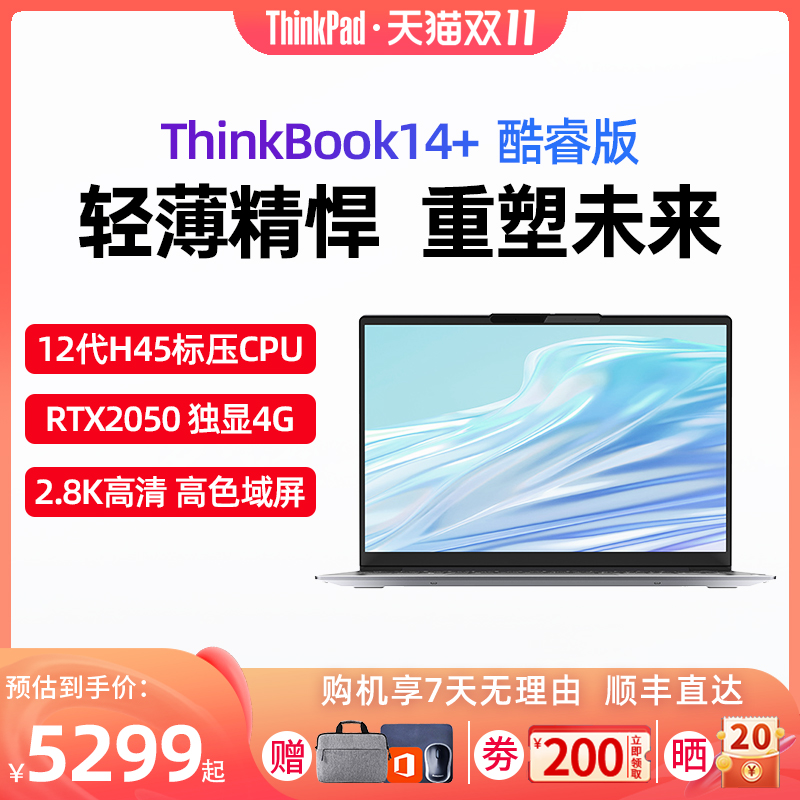 ThinkPad·天猫双11
ThinkBook14+ 酷睿版
轻薄精悍 重塑未来
12代H45标压CPU
RTX2050 独显4G
2.8K高清 高色域屏
预估到手价：
购机享7天无理由 顺丰直达
¥5299起
赠
券
¥200
立即领取
晒
20
¥